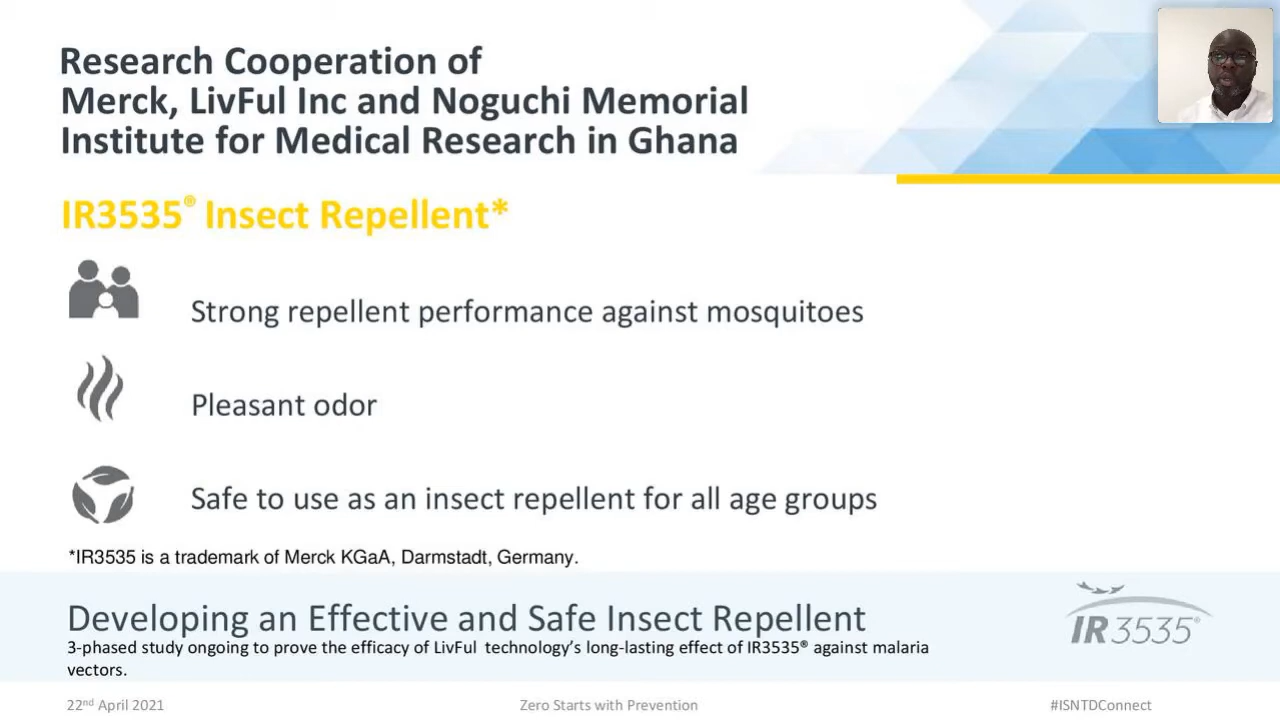 Research Cooperation of
Merck, LivFul Inc and Noguchi Memorial
Institute for Medical Research in Ghana
IR3535® Insect Repellent*
Strong repellent performance against mosquitoes
Pleasant odor
Safe to use as an insect repellent for all age groups
*IR3535 is a trademark of Merck KGaA, Darmstadt, Germany.
Developing an Effective and Safe Insect Repellent
3-phased study ongoing to prove the efficacy of LivFul technology’s long-lasting effect of IR3535® against malaria
vectors.
IR3535®
22nd April 2021
Zero Starts with Prevention
#ISNTDConnect